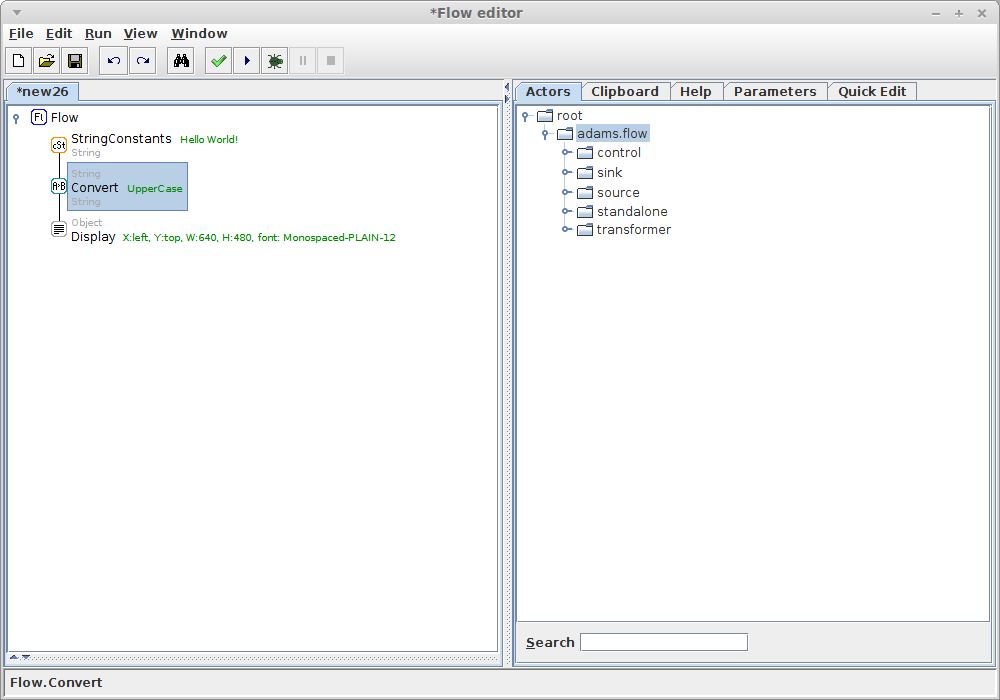 *Flow editor
File Edit Run View Window
*new26
Fl Flow
cSt StringConstants Hello World!
String
String
A›B Convert UpperCase
String
Object
Display X:left, Y:top, W:640, H:480, font: Monospaced-PLAIN-12
Actors Clipboard Help Parameters Quick Edit
root
adams.flow
control
sink
source
standalone
transformer
Search
Flow.Convert